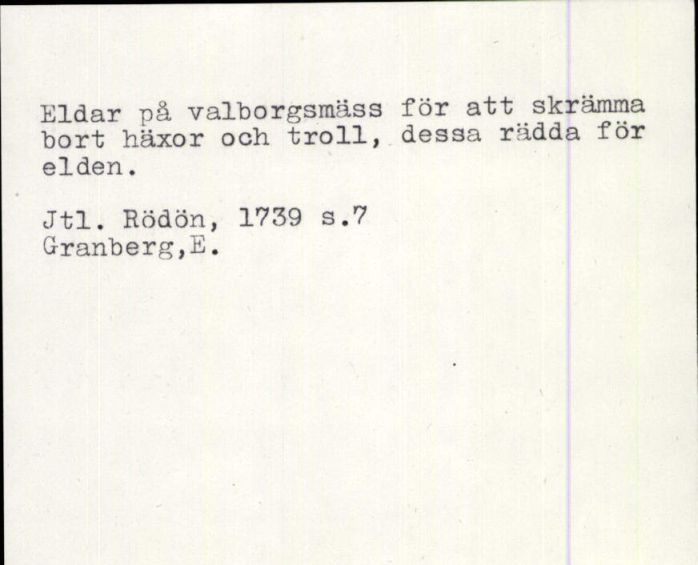 Eldar på valborgsmäss för att skrämma
bort häxor och troll, dessa rädda för
elden.
Jtl. Rödön, 1739 s.7
Granberg,E.